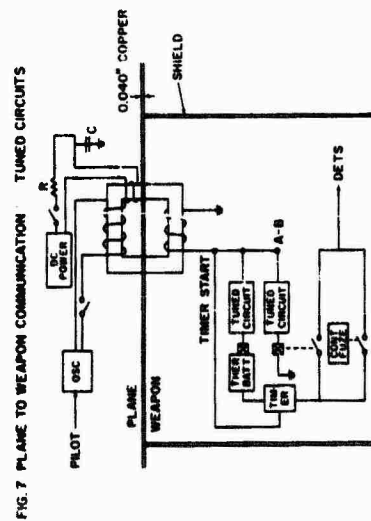 FIG. 7 PLANE TO WEAPON COMMUNICATION TUNED CIRCUITS
PILOT
OSC
DC
POWER
R
C
0.040" COPPER
PLANE
WEAPON
SHIELD
TIMER START
THER
BATT
TUNED
CIRCUIT
TUNED
CIRCUIT
A-B
TIM
ER
CONT
FUZE
DETS